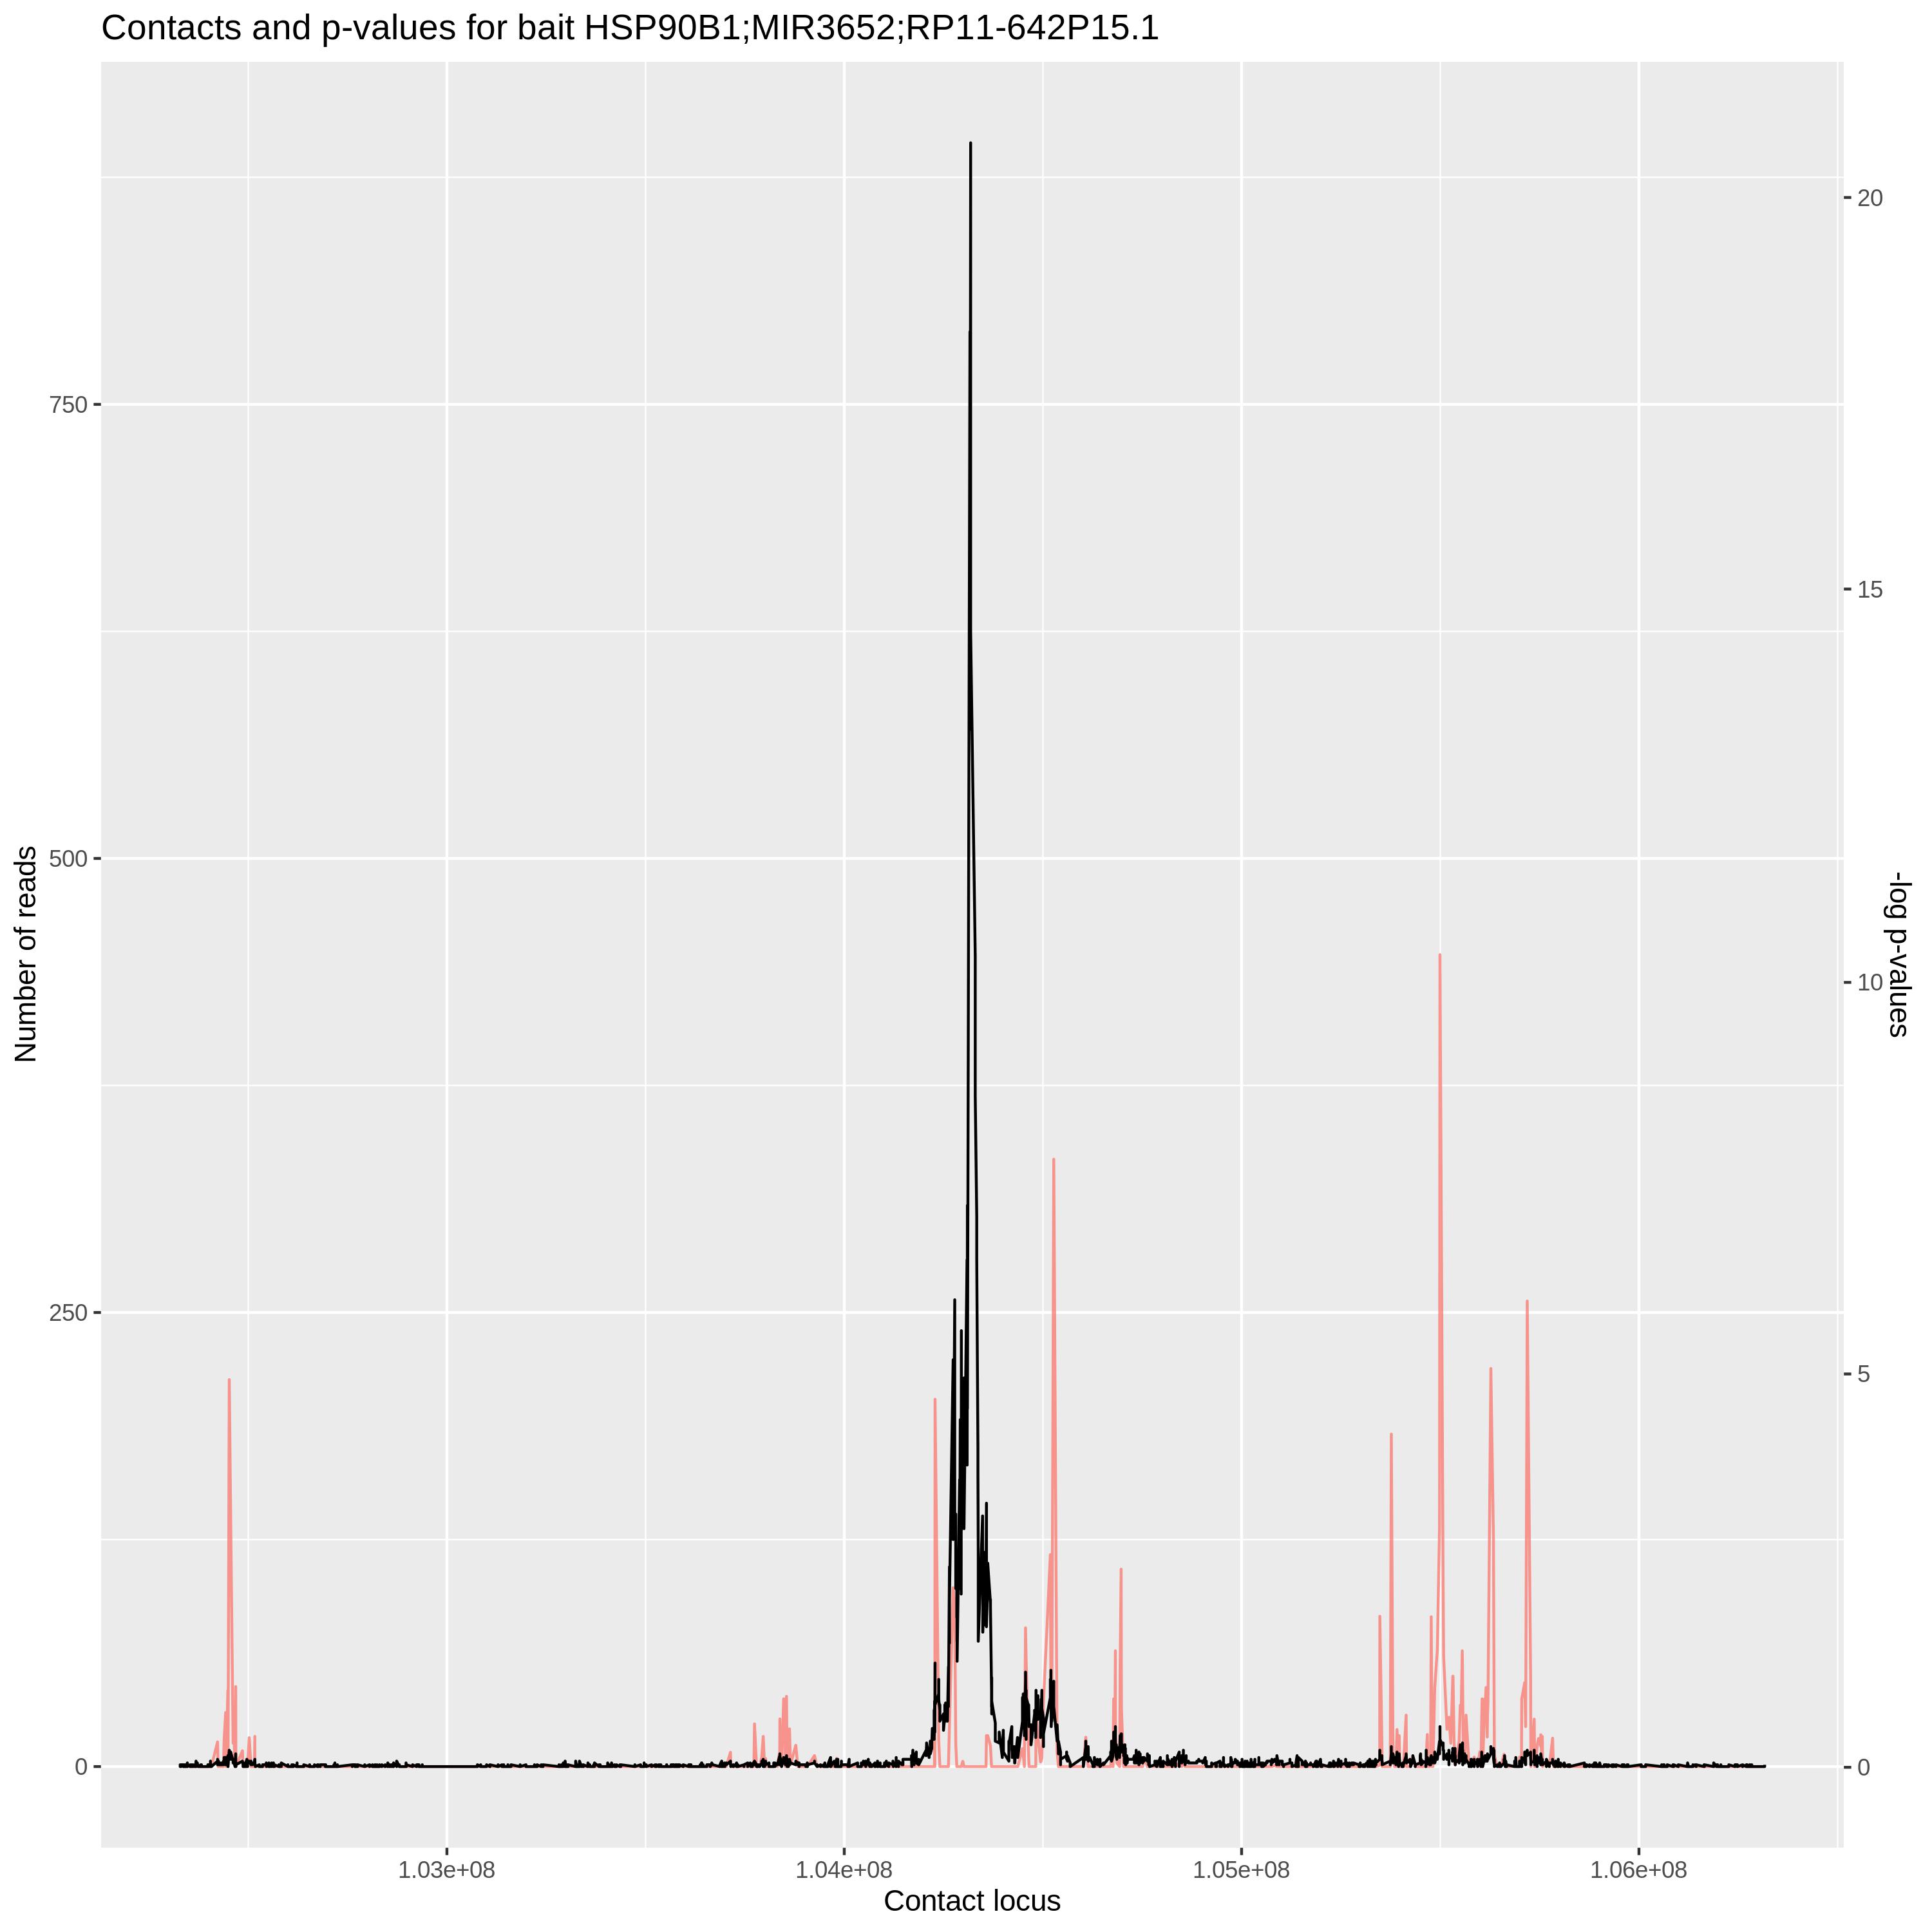 Contacts and p-values for bait HSP90B1;MIR3652;RP11-642P15.1
Number of reads
750
500
250
0
20
15
10
5
0
-log p-values
1.03e+08
1.04e+08
1.05e+08
1.06e+08
Contact locus